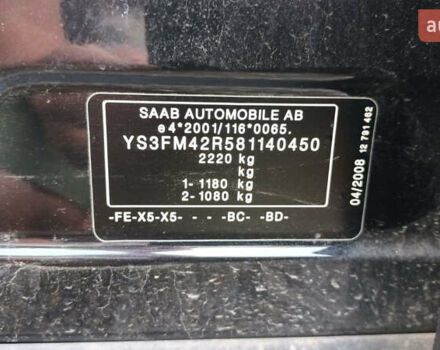 SAAB AUTOMOBILE AB
e4*2001/116*0065.
YS3FM42R581140450
2220 kg
kg
1- 1180 kg
2- 1080 kg
-FE-X5-X5- - - -BC- -BD-
04/2008 12 791 462
a